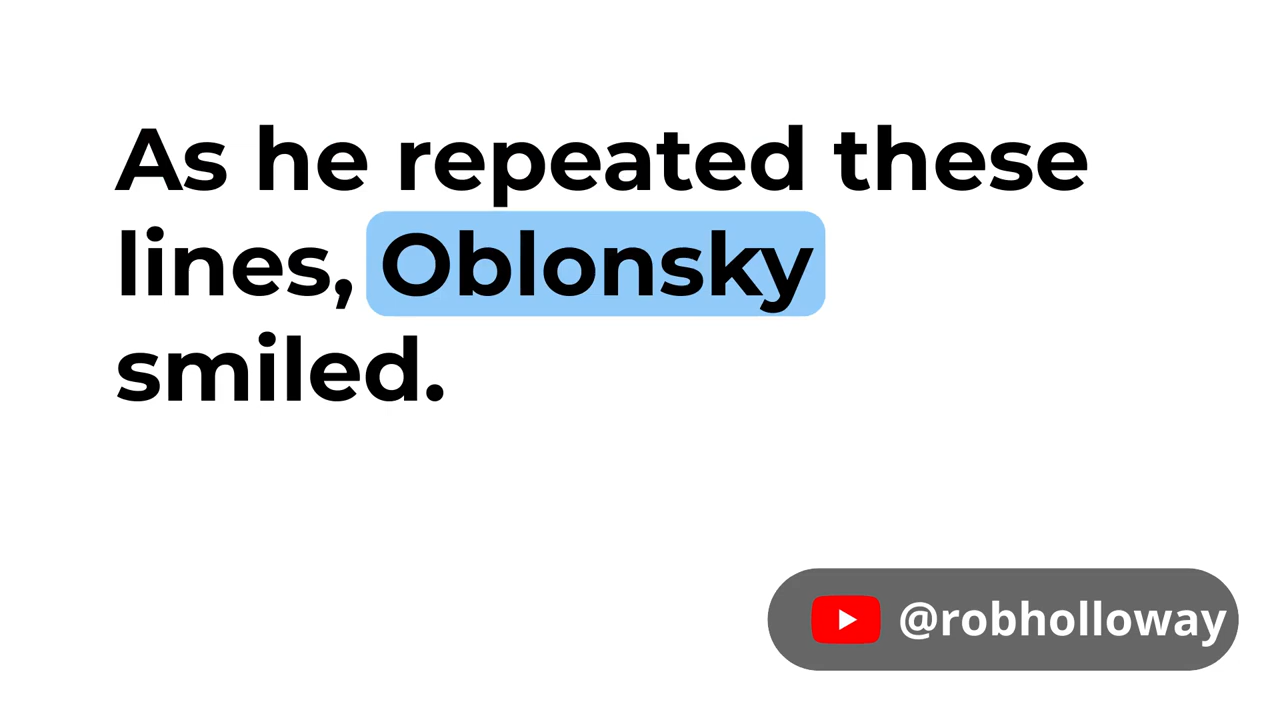 As he repeated these
lines, Oblonsky
smiled.
@robholloway